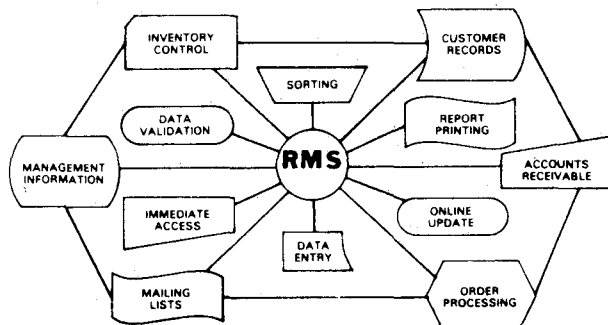 INVENTORY
CONTROL
CUSTOMER
RECORDS
SORTING
DATA
VALIDATION
REPORT
PRINTING
RMS
MANAGEMENT
INFORMATION
ACCOUNTS
RECEIVABLE
IMMEDIATE
ACCESS
ONLINE
UPDATE
DATA
ENTRY
MAILING
LISTS
ORDER
PROCESSING